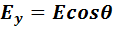 E_y = Ecosθ